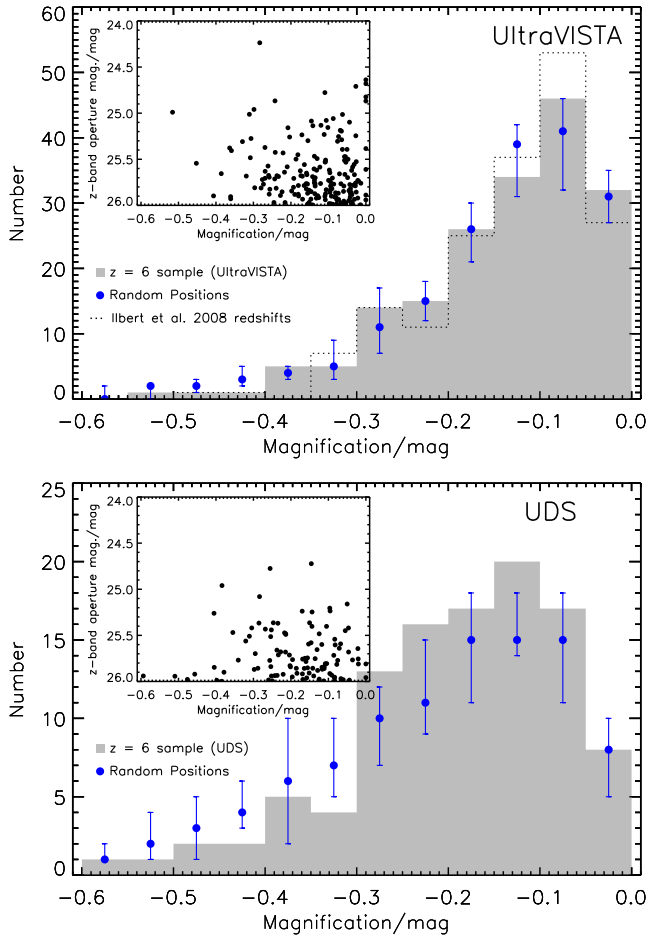 UltraVISTA
60
50
40
30
20
10
0
Number
24.0
24.5
25.0
25.5
26.0
z-band aperture mag./mag
-0.6 -0.5 -0.4 -0.3 -0.2 -0.1 0.0
Magnification/mag
z = 6 sample (UltraVISTA)
Random Positions
Ilbert et al. 2008 redshifts
-0.6 -0.5 -0.4 -0.3 -0.2 -0.1 0.0
Magnification/mag
UDS
25
20
15
10
5
0
Number
24.0
24.5
25.0
25.5
26.0
z-band aperture mag./mag
-0.6 -0.5 -0.4 -0.3 -0.2 -0.1 0.0
Magnification/mag
z = 6 sample (UDS)
Random Positions
-0.6 -0.5 -0.4 -0.3 -0.2 -0.1 0.0
Magnification/mag